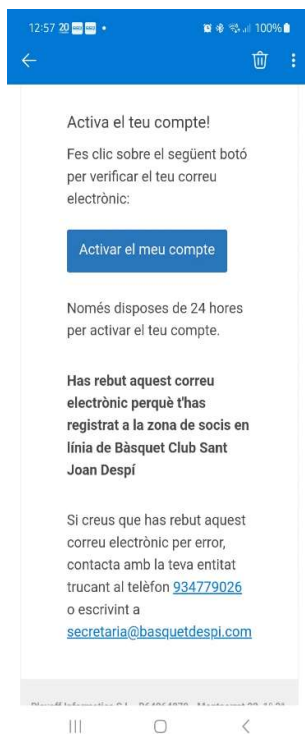 12:57 20
100%
Activa el teu compte!
Fes clic sobre el següent botó
per verificar el teu correu
electrònic:
Activar el meu compte
Només disposes de 24 hores
per activar el teu compte.
Has rebut aquest correu
electrònic perquè t'has
registrat a la zona de socis en
línia de Bàsquet Club Sant
Joan Despí
Si creus que has rebut aquest
correu electrònic per error,
contacta amb la teva entitat
trucant al telèfon 934779026
o escrivint a
secretaria@basquetdespi.com